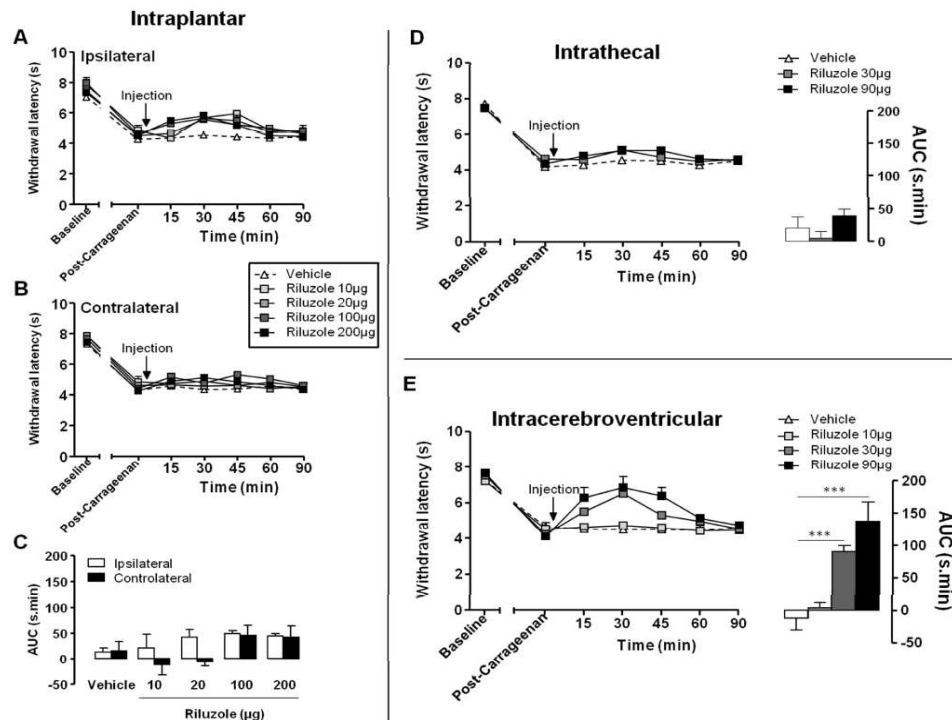 Intraplantar
A
Ipsilateral
Withdrawal latency (s)
10
8
6
4
2
0
Injection
Baseline
Post-Carrageenan
15
30
45
60
90
Time (min)
B
Contralateral
Withdrawal latency (s)
10
8
6
4
2
0
Injection
Vehicle
Riluzole 10µg
Riluzole 20µg
Riluzole 100µg
Riluzole 200µg
Baseline
Post-Carrageenan
15
30
45
60
90
Time (min)
C
AUC (s.min)
200
150
100
50
0
-50
Ipsilateral
Controlateral
Vehicle
10
20
100
200
Riluzole (µg)
D
Intrathecal
Withdrawal latency (s)
10
8
6
4
2
0
Injection
Baseline
Post-Carrageenan
15
30
45
60
90
Time (min)
Vehicle
Riluzole 30µg
Riluzole 90µg
200
150
100
50
0
AUC (s.min)
E
Intracerebroventricular
Withdrawal latency (s)
10
8
6
4
2
0
Injection
Baseline
Post-Carrageenan
15
30
45
60
90
Time (min)
Vehicle
Riluzole 10µg
Riluzole 30µg
Riluzole 90µg
***
***
200
150
100
50
0
-50
AUC (s.min)